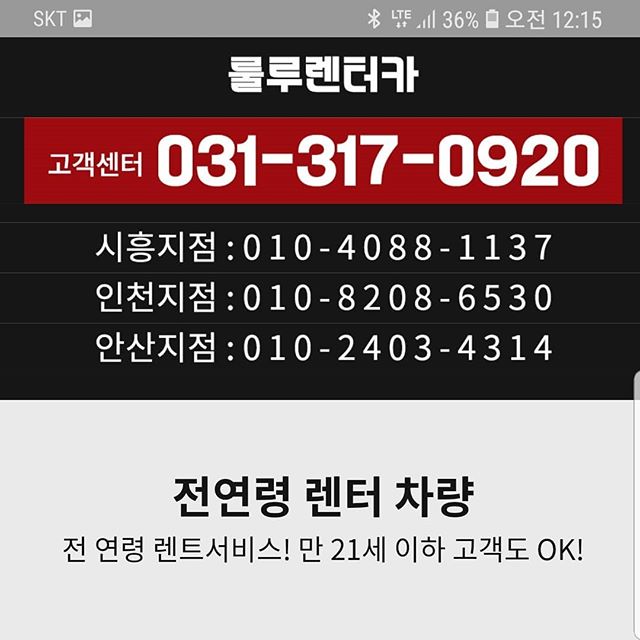 SKT LTE 36% 오전 12:15
룰루렌터카
고객센터 031-317-0920
시흥지점 : 010-4088-1137
인천지점 : 010-8208-6530
안산지점 : 010-2403-4314
전연령 렌터 차량
전 연령 렌트서비스! 만 21세 이하 고객도 OK!